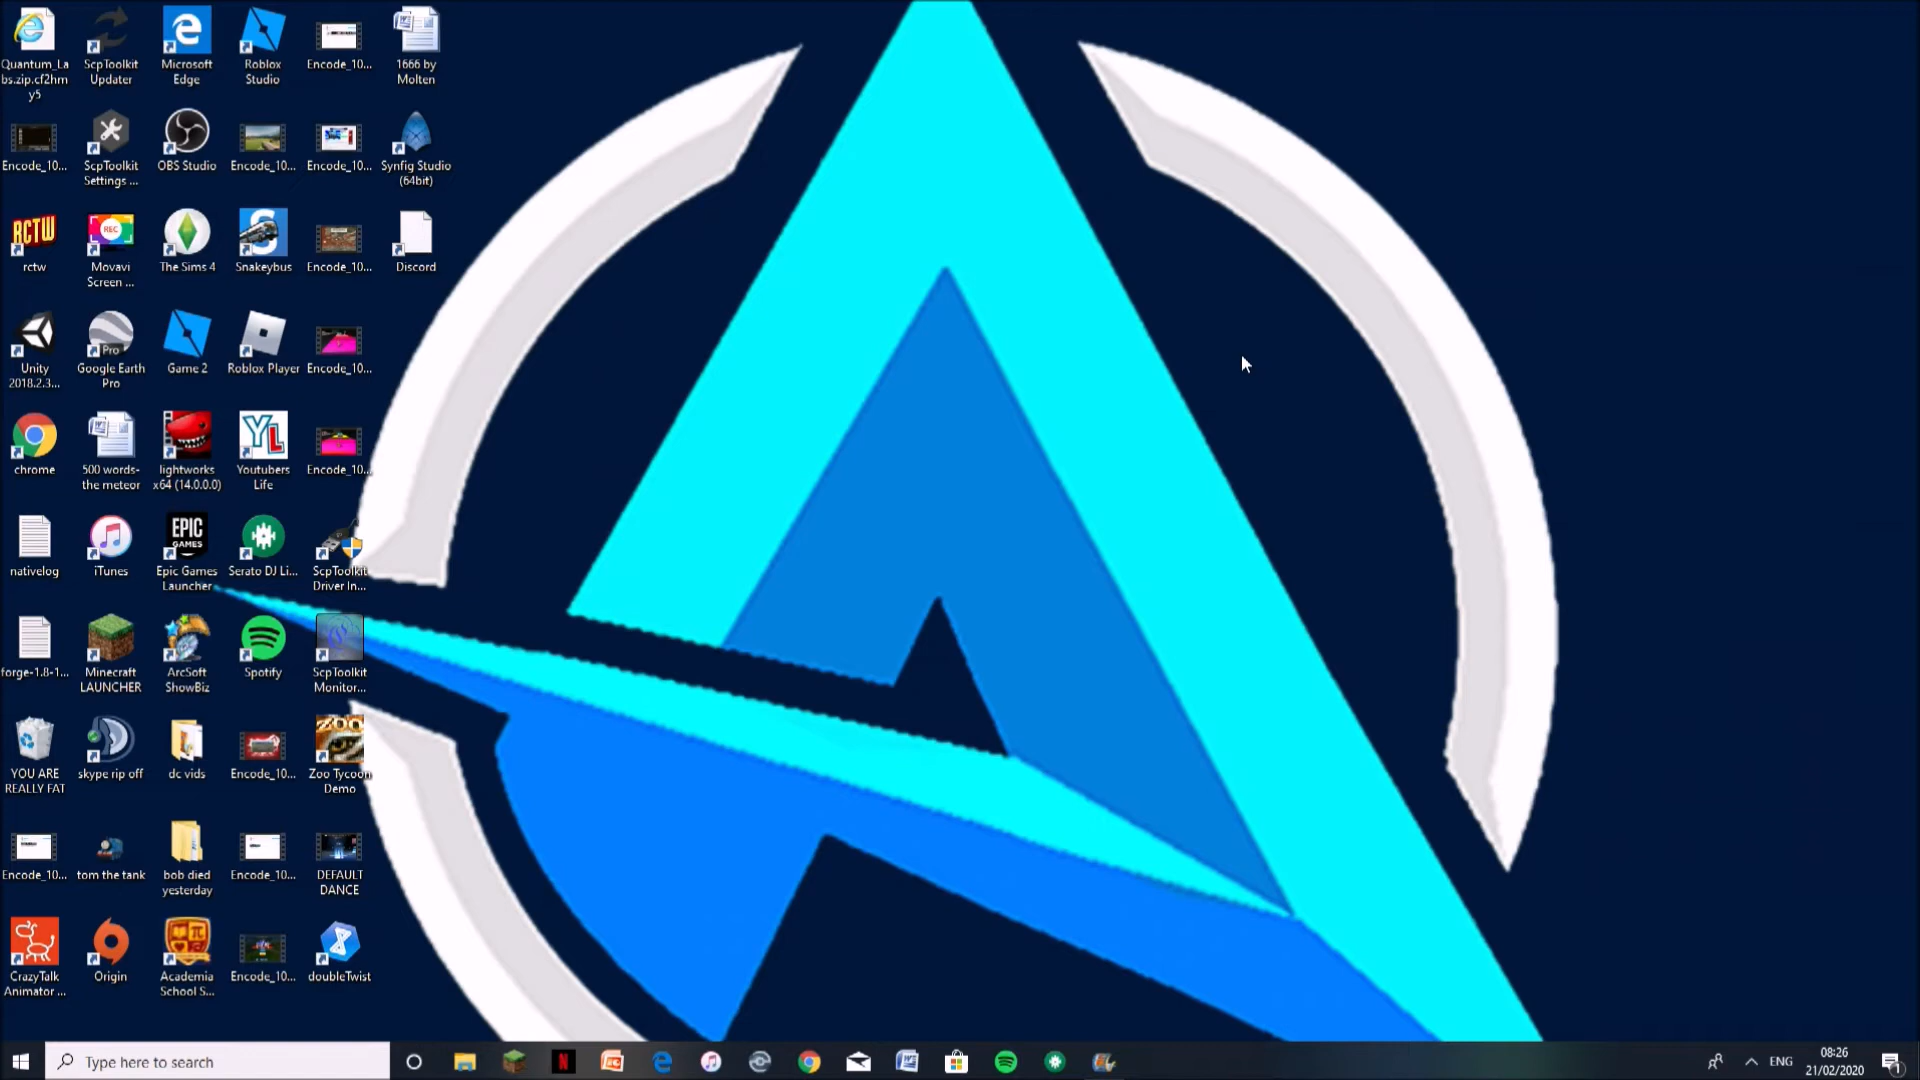 Quantum_La
bs.zip.cf2hm
y5
ScpToolkit
Updater
Microsoft
Edge
Roblox
Studio
Encode_10...
1666 by
Molten
Encode_10...
ScpToolkit
Settings ...
OBS Studio
Encode_10...
Encode_10...
Synfig Studio
(64bit)
RCTW
rctw
REC
Movavi
Screen ...
The Sims 4
Snakeybus
Encode_10...
Discord
Unity
2018.2.3...
Pro
Google Earth
Pro
Game 2
Roblox Player
Encode_10...
chrome
500 words-
the meteor
lightworks
x64 (14.0.0.0)
YL
Youtubers
Life
Encode_10...
nativelog
iTunes
EPIC
GAMES
Epic Games
Launcher
Serato DJ Li...
ScpToolkit
Driver In...
forge-1.8-1...
Minecraft
LAUNCHER
ArcSoft
ShowBiz
Spotify
ScpToolkit
Monitor...
YOU ARE
REALLY FAT
skype rip off
dc vids
Encode_10...
ZOO
Zoo Tycoon
Demo
Encode_10...
tom the tank
bob died
yesterday
Encode_10...
DEFAULT
DANCE
CrazyTalk
Animator ...
Origin
Academia
School S...
Encode_10...
doubleTwist
Type here to search
ENG
08:26
21/02/2020
1